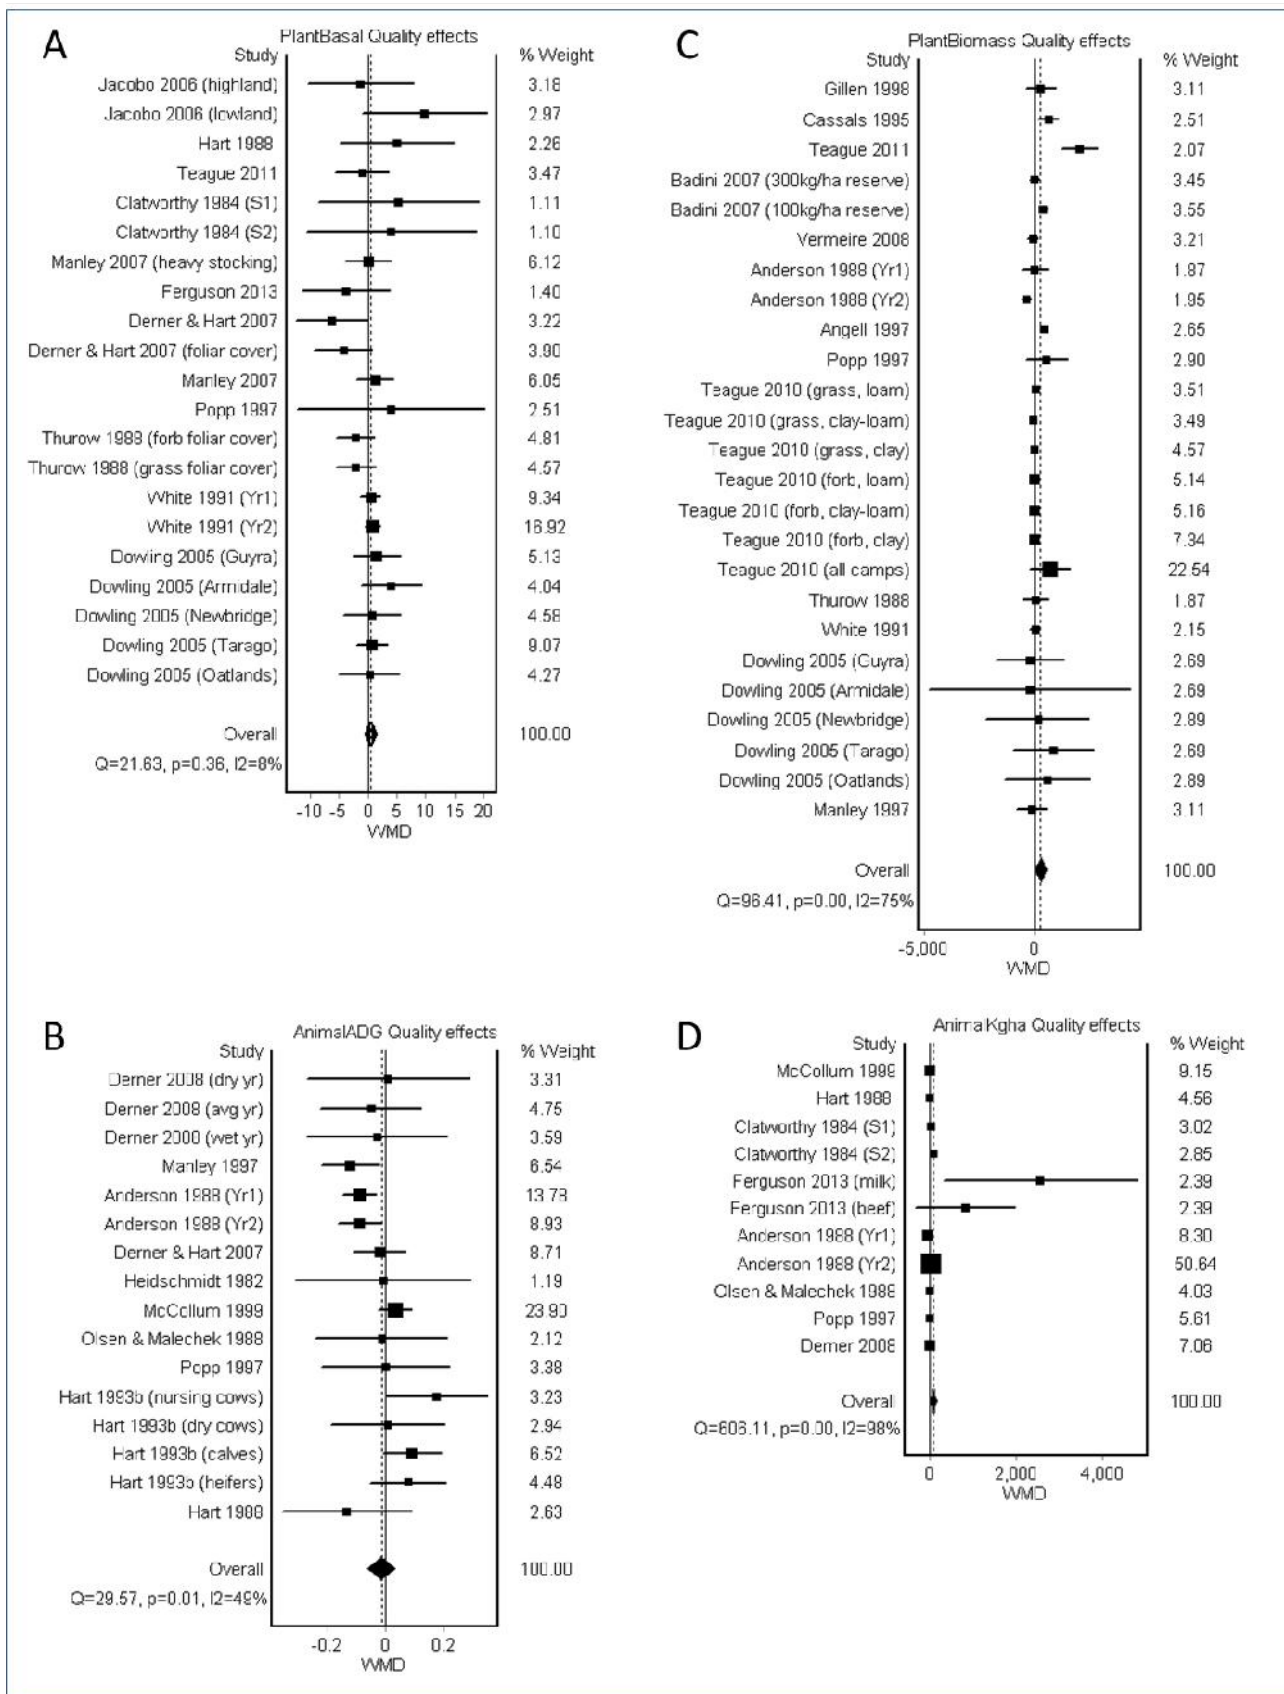 A
PlantBasal Quality effects
Study % Weight
Jacobo 2006 (highland) 3.18
Jacobo 2006 (lowland) 2.97
Hart 1988 2.26
Teague 2011 3.47
Clatworthy 1984 (S1) 1.11
Clatworthy 1984 (S2) 1.10
Manley 2007 (heavy stocking) 6.12
Ferguson 2013 1.40
Derner & Hart 2007 3.22
Derner & Hart 2007 (foliar cover) 3.90
Manley 2007 6.05
Popp 1997 2.51
Thurow 1988 (forb foliar cover) 4.81
Thurow 1988 (grass foliar cover) 4.57
White 1991 (Yr1) 9.34
White 1991 (Yr2) 16.92
Dowling 2005 (Guyra) 5.13
Dowling 2005 (Armidale) 4.04
Dowling 2005 (Newbridge) 4.58
Dowling 2005 (Tarago) 9.07
Dowling 2005 (Oatlands) 4.27
Overall 100.00
Q=21.63, p=0.36, I2=8%
-10 -5 0 5 10 15 20
WMD
C
PlantBiomass Quality effects
Study % Weight
Gillen 1998 3.11
Cassals 1995 2.51
Teague 2011 2.07
Badini 2007 (300kg/ha reserve) 3.45
Badini 2007 (100kg/ha reserve) 3.55
Vermeire 2008 3.21
Anderson 1988 (Yr1) 1.87
Anderson 1988 (Yr2) 1.95
Angell 1997 2.65
Popp 1997 2.90
Teague 2010 (grass, loam) 3.51
Teague 2010 (grass, clay-loam) 3.49
Teague 2010 (grass, clay) 4.57
Teague 2010 (forb, loam) 5.14
Teague 2010 (forb, clay-loam) 5.16
Teague 2010 (forb, clay) 7.34
Teague 2010 (all camps) 22.54
Thurow 1988 1.87
White 1991 2.15
Dowling 2005 (Guyra) 2.69
Dowling 2005 (Armidale) 2.69
Dowling 2005 (Newbridge) 2.89
Dowling 2005 (Tarago) 2.69
Dowling 2005 (Oatlands) 2.89
Manley 1997 3.11
Overall 100.00
Q=96.41, p=0.00, I2=75%
-5,000 0
WMD
B
AnimalADG Quality effects
Study % Weight
Derner 2008 (dry yr) 3.31
Derner 2008 (avg yr) 4.75
Derner 2008 (wet yr) 3.59
Manley 1997 6.54
Anderson 1988 (Yr1) 13.78
Anderson 1988 (Yr2) 8.93
Derner & Hart 2007 8.71
Heidschmidt 1982 1.19
McCollum 1999 23.90
Olsen & Malechek 1988 2.12
Popp 1997 3.38
Hart 1993b (nursing cows) 3.23
Hart 1993b (dry cows) 2.94
Hart 1993b (calves) 6.52
Hart 1993b (heifers) 4.48
Hart 1988 2.63
Overall 100.00
Q=29.57, p=0.01, I2=49%
-0.2 0 0.2
WMD
D
AnimalKgha Quality effects
Study % Weight
McCollum 1999 9.15
Hart 1988 4.56
Clatworthy 1984 (S1) 3.02
Clatworthy 1984 (S2) 2.85
Ferguson 2013 (milk) 2.39
Ferguson 2013 (beef) 2.39
Anderson 1988 (Yr1) 8.30
Anderson 1988 (Yr2) 50.64
Olsen & Malechek 1988 4.03
Popp 1997 5.61
Derner 2008 7.06
Overall 100.00
Q=606.11, p=0.00, I2=98%
0 2,000 4,000
WMD